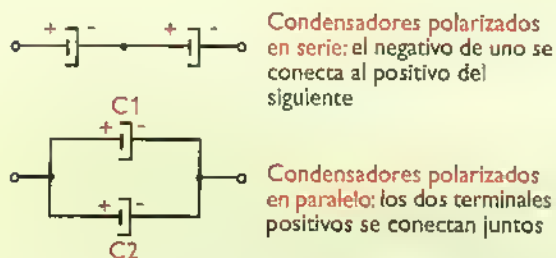 + - + -
Condensadores polarizados
en serie: el negativo de uno se
conecta al positivo del
siguiente
C1
+ -
+ -
C2
Condensadores polarizados
en paralelo: los dos terminales
positivos se conectan juntos